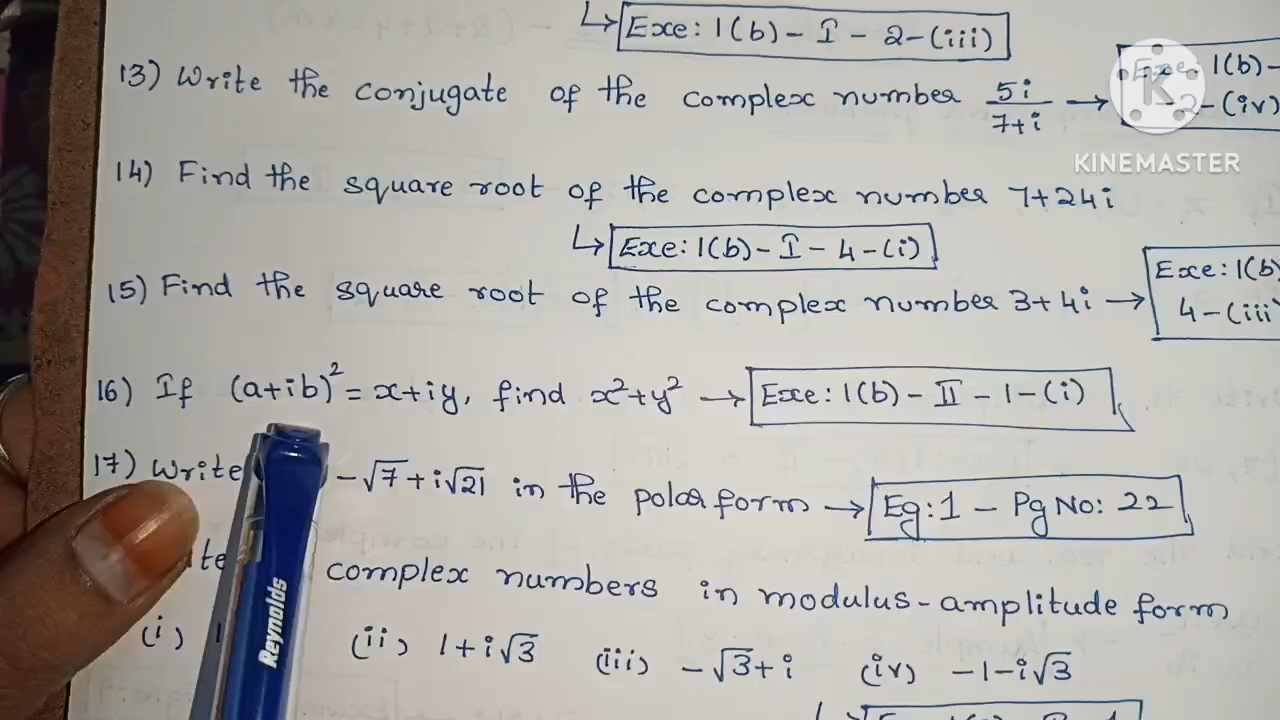 Exe: 1(b) - I - 2 - (iii)
13) Write the conjugate of the complex number 5i/7+i → 1(b) -
2 - (iv)
KINEMASTER
14) Find the square root of the complex number 7+24i
Exe: 1(b) - I - 4 - (i)
15) Find the square root of the complex number 3+4i → Exe: 1(b)
4 - (iii)
16) If (a+ib)² = x+iy, find x²+y² → Exe: 1(b) - II - 1 - (i)
17) Write -√7+i√21 in the polar form → Eg: 1 - Pg No: 22
complex numbers in modulus-amplitude form
(i) (ii) 1+i√3 (iii) -√3+i (iv) -1-i√3
Reynolds